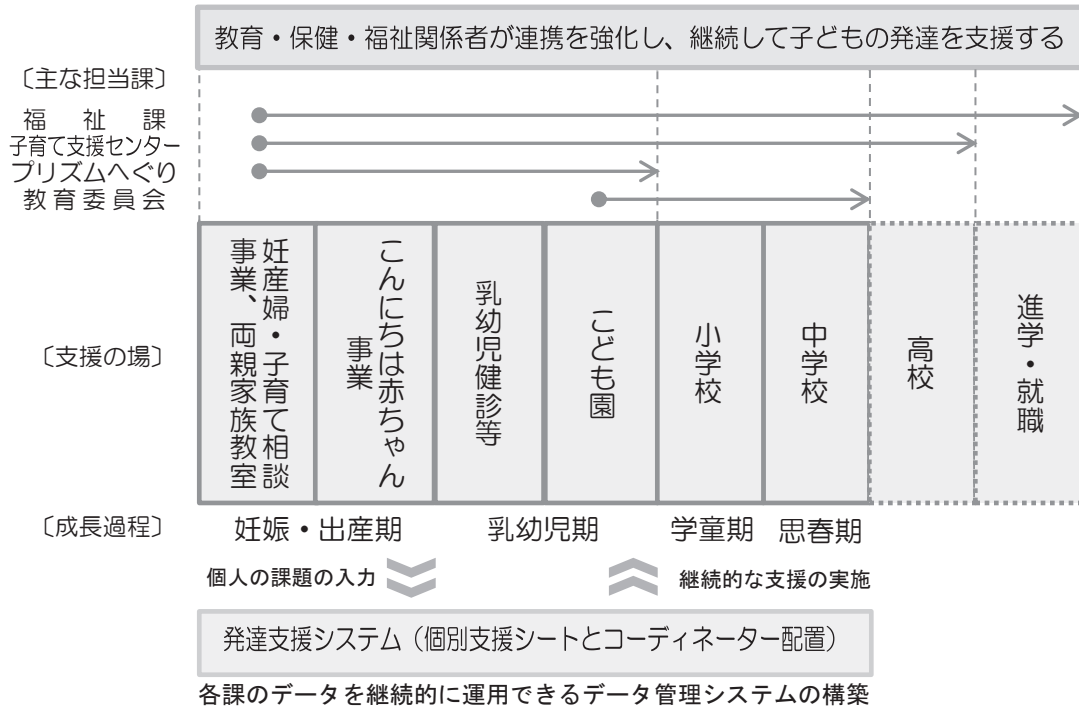 教育・保健・福祉関係者が連携を強化し、継続して子どもの発達を支援する
〔主な担当課〕
福祉課
子育て支援センター
プリズムへぐり
教育委員会
〔支援の場〕
妊産婦・子育て相談
事業、両親家族教室
こんにちは赤ちゃん
事業
乳幼児健診等
こども園
小学校
中学校
高校
進学・就職
〔成長過程〕
妊娠・出産期
乳幼児期
学童期
思春期
個人の課題の入力
継続的な支援の実施
発達支援システム（個別支援シートとコーディネーター配置）
各課のデータを継続的に運用できるデータ管理システムの構築